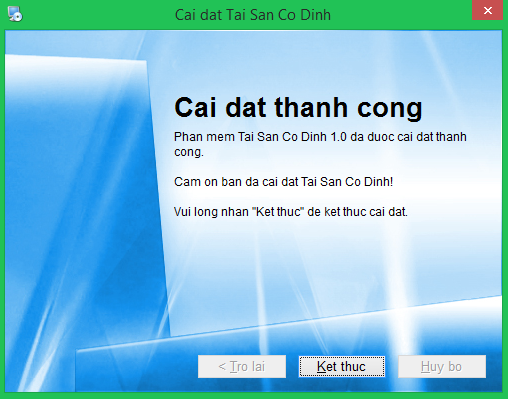 Cai dat Tai San Co Dinh
Cai dat thanh cong
Phan mem Tai San Co Dinh 1.0 da duoc cai dat thanh
cong.
Cam on ban da cai dat Tai San Co Dinh!
Vui long nhan "Ket thuc" de ket thuc cai dat.
< Tro lai
Ket thuc
Huy bo